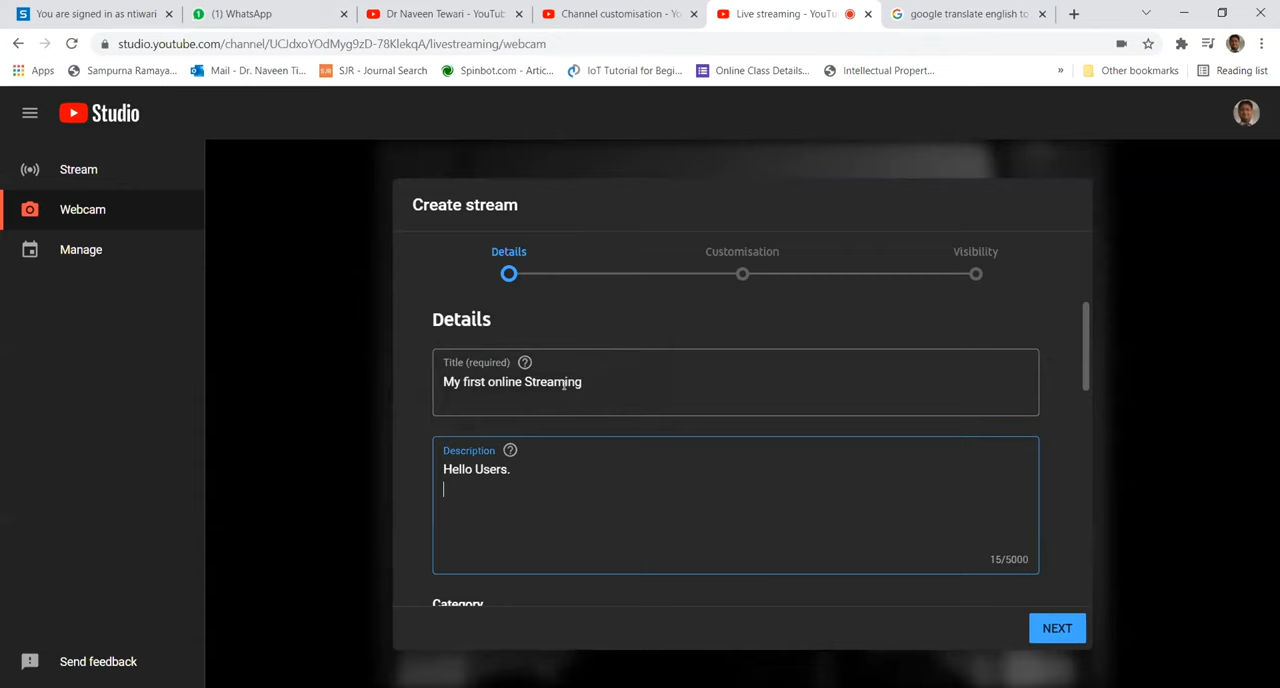 You are signed in as ntiwari
(1) WhatsApp
Dr Naveen Tewari - YouTub
Channel customisation - Yo
Live streaming - YouTu
google translate english to
studio.youtube.com/channel/UCJdxoYOdMyg9zD-78KlekqA/livestreaming/webcam
Apps
Sampurna Ramaya...
Mail - Dr. Naveen Ti...
SJR - Journal Search
Spinbot.com - Artic...
IoT Tutorial for Begi...
Online Class Details...
Intellectual Propert...
»
Other bookmarks
Reading list
Studio
Stream
Webcam
Manage
Create stream
Details
Customisation
Visibility
Details
Title (required)
My first online Streaming
Description
Hello Users.
15/5000
Category
NEXT
Send feedback